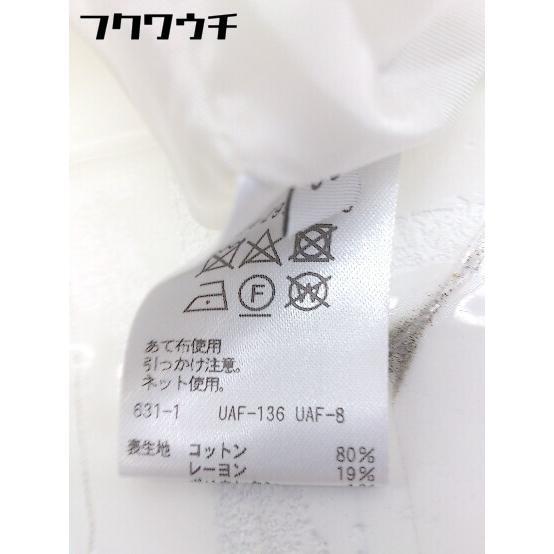 フクワウチ
F
W
あて布使用
引っかけ注意。
ネット使用。
631-1 UAF-136 UAF-8
表生地 コットン 80%
レーヨン 19%